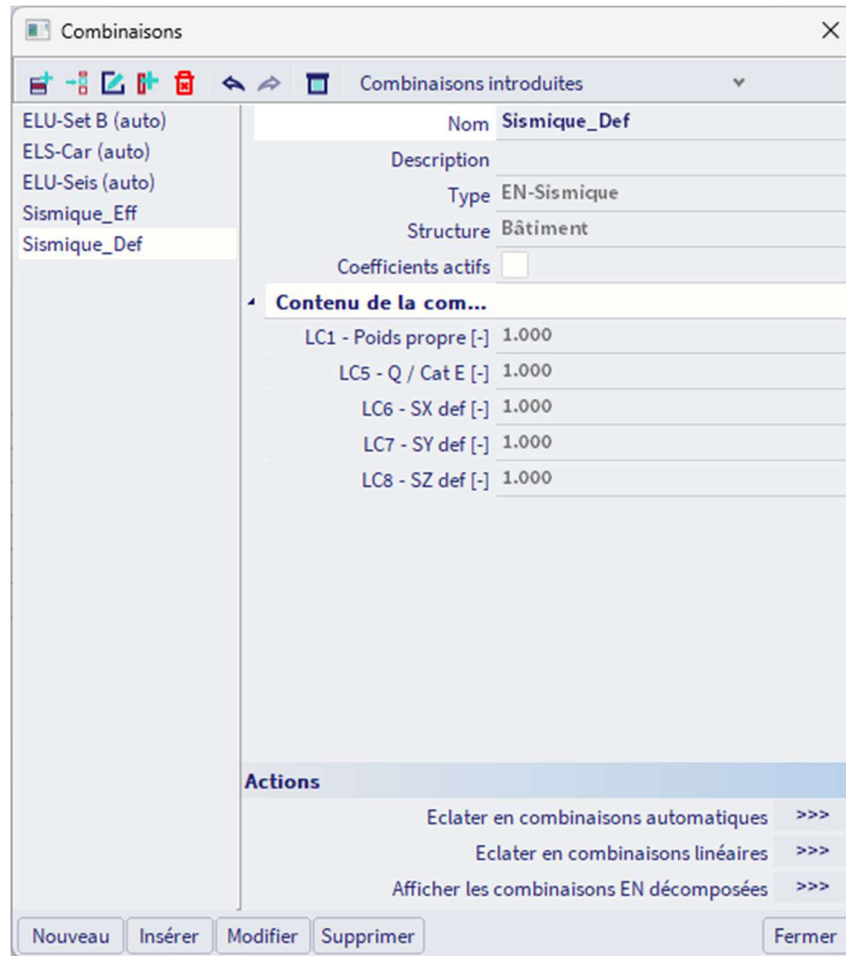 Combinaisons
Combinaisons introduites
ELU-Set B (auto)
ELS-Car (auto)
ELU-Seis (auto)
Sismique_Eff
Sismique_Def
Nom Sismique_Def
Description
Type EN-Sismique
Structure Bâtiment
Coefficients actifs
Contenu de la com...
LC1 - Poids propre [-] 1.000
LC5 - Q / Cat E [-] 1.000
LC6 - SX def [-] 1.000
LC7 - SY def [-] 1.000
LC8 - SZ def [-] 1.000
Actions
Eclater en combinaisons automatiques >>>
Eclater en combinaisons linéaires >>>
Afficher les combinaisons EN décomposées >>>
Nouveau Insérer Modifier Supprimer Fermer